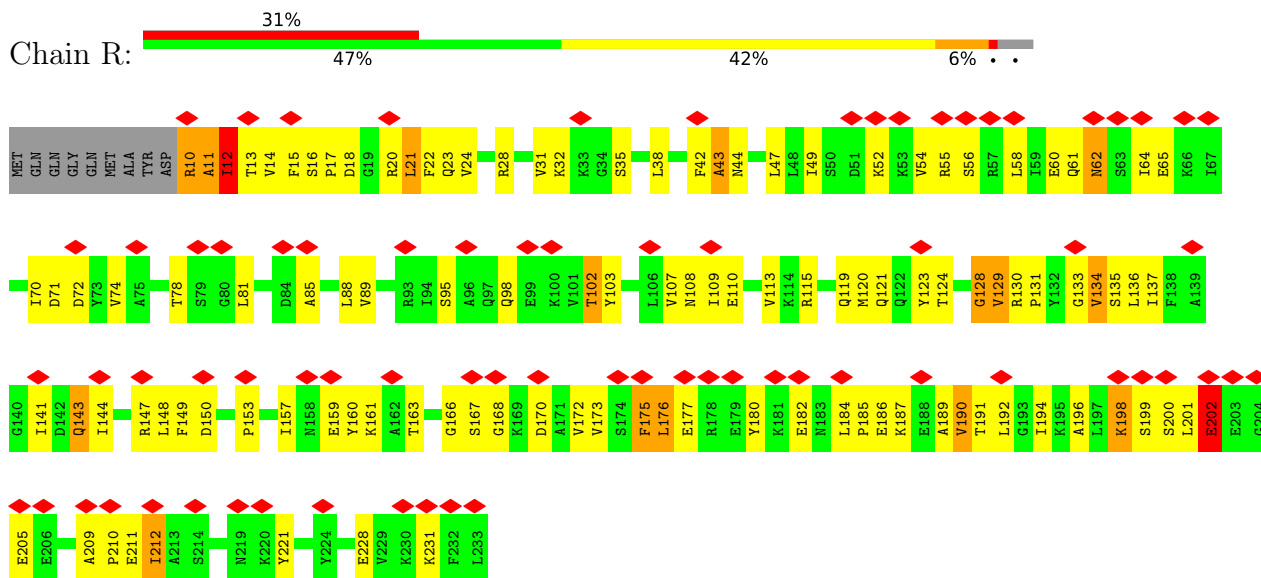 31%
Chain R:
47% 42% 6% • •
MET GLN GLN GLY GLN MET ALA TYR ASP R10 A11 I12 T13 V14 F15 S16 P17 D18 G19 R20 L21 F22 Q23 V24 R28 V31 K32 K33 G34 S35 L38 F42 A43 N44 L47 L48 I49 S50 D51 K52 K53 V54 R55 S56 R57 L58 I59 E60 Q61 N62 S63 I64 E65 K66 I67
I70 D71 D72 Y73 V74 A75 T78 S79 G80 L81 D84 A85 L88 V89 R93 I94 S95 A96 Q97 Q98 E99 K100 V101 T102 Y103 L106 V107 N108 I109 E110 V113 K114 R115 Q119 M120 Q121 Q122 Y123 T124 G128 V129 R130 P131 Y132 G133 V134 S135 L136 I137 F138 A139
G140 I141 D142 Q143 I144 R147 L148 F149 D150 P153 I157 N158 E159 Y160 K161 A162 T163 G166 S167 G168 K169 D170 A171 V172 V173 S174 F175 L176 E177 R178 E179 Y180 K181 E182 N183 L184 P185 E186 K187 E188 A189 V190 T191 L192 G193 I194 K195 A196 L197 K198 S199 S200 L201 E202 E203 G204
E205 E206 A209 P210 E211 I212 A213 S214 N219 K220 Y221 Y224 E228 V229 K230 K231 F232 L233